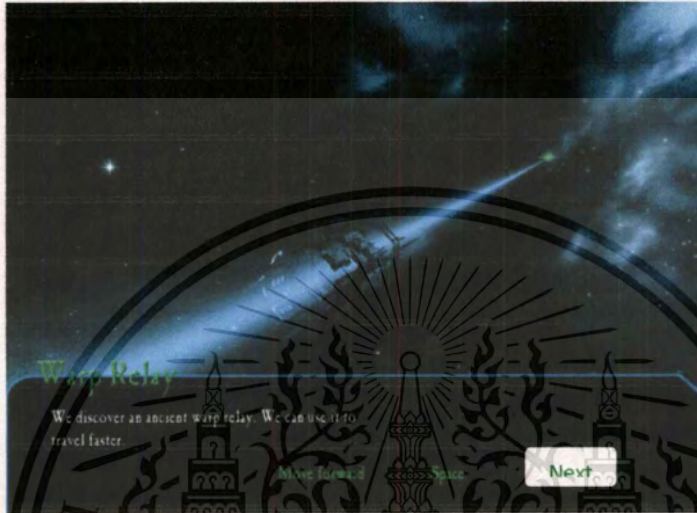 Warp Relay
We discover an ancient warp relay. We can use it to
travel faster.
Move forward Space Next